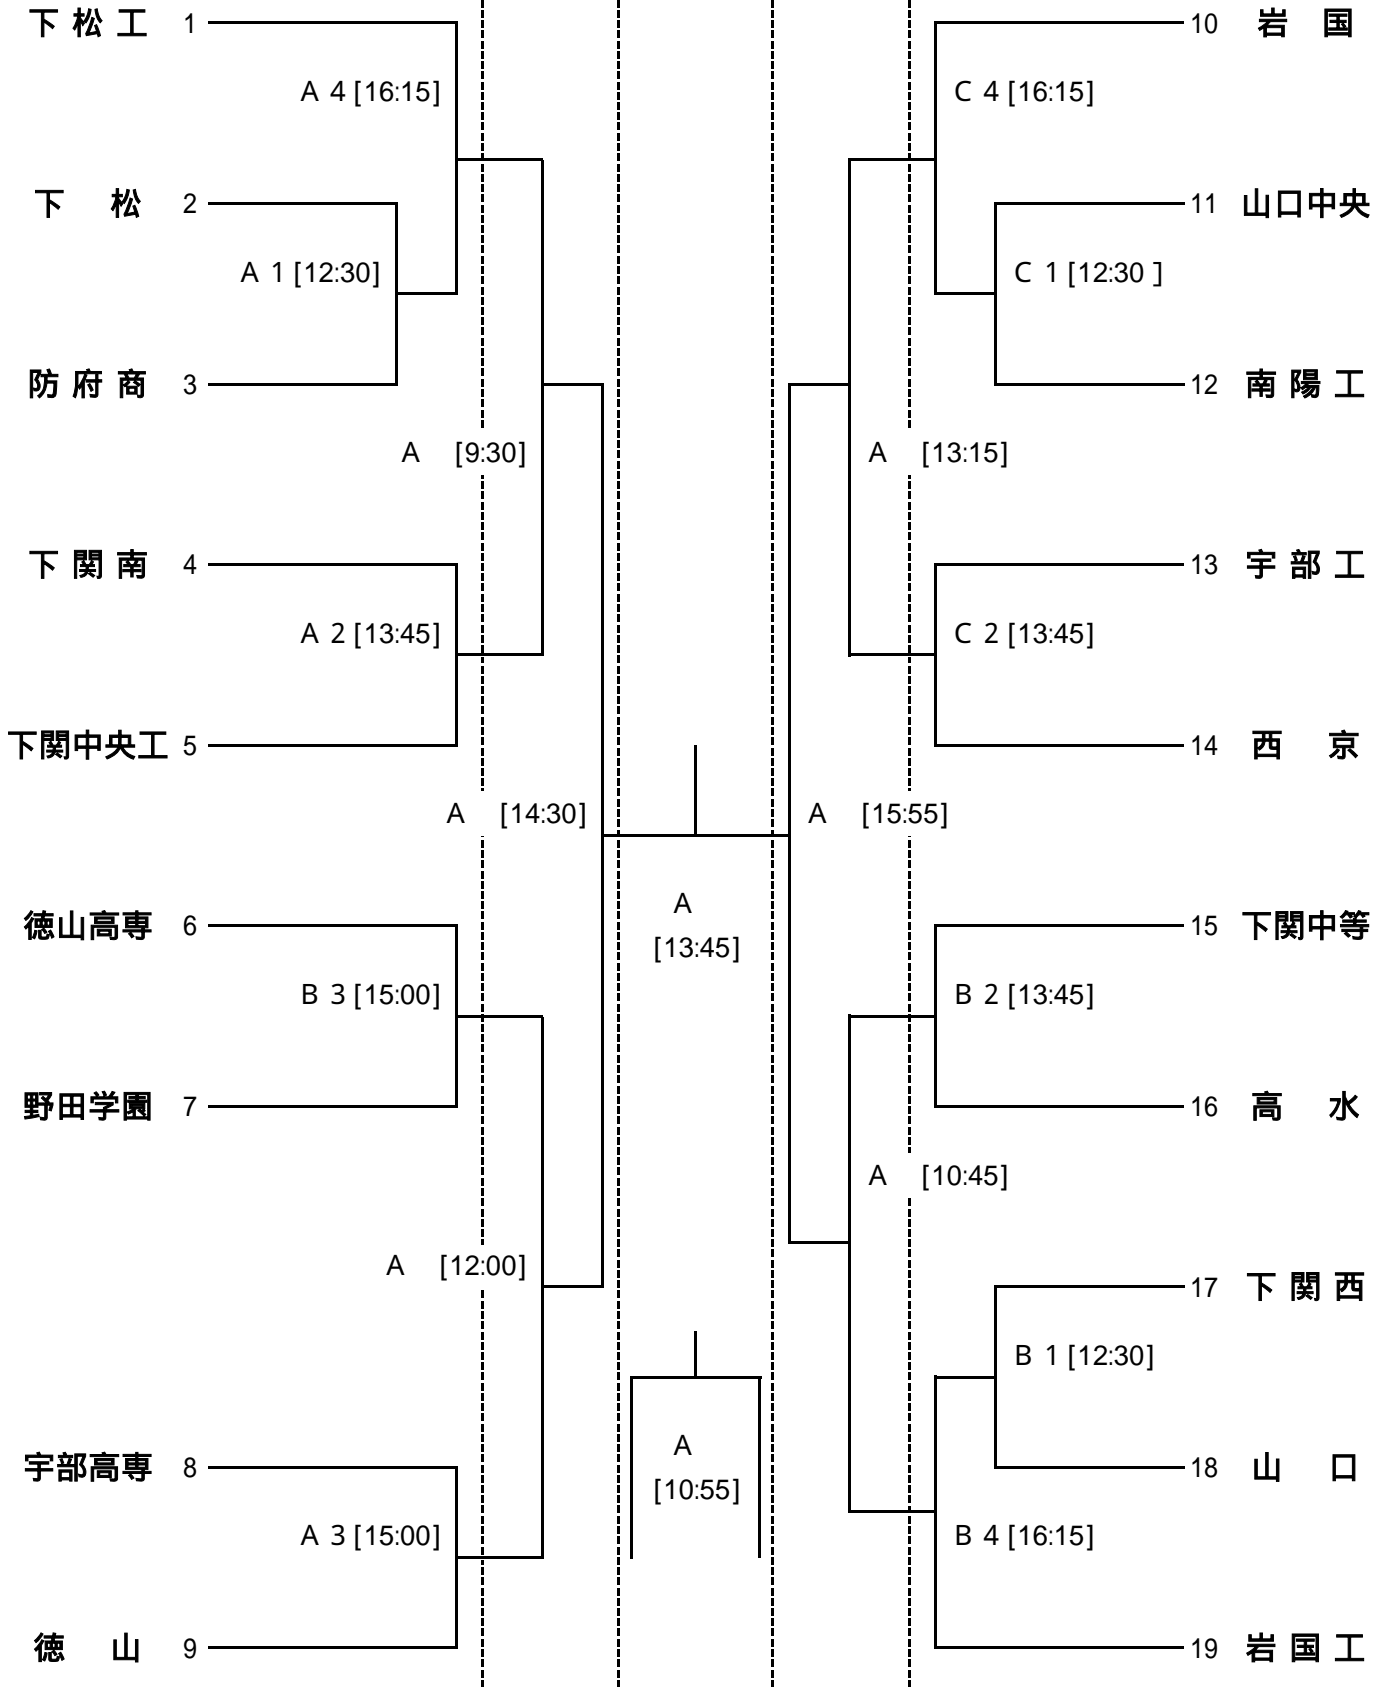 下松工 1
10 岩国
A 4 [16:15]
C 4 [16:15]
下松 2
11 山口中央
A 1 [12:30]
C 1 [12:30 ]
防府商 3
12 南陽工
A [9:30]
A [13:15]
下関南 4
13 宇部工
A 2 [13:45]
C 2 [13:45]
下関中央工 5
14 西京
A [14:30]
A [15:55]
A
[13:45]
徳山高専 6
15 下関中等
B 3 [15:00]
B 2 [13:45]
野田学園 7
16 高水
A [10:45]
A [12:00]
17 下関西
B 1 [12:30]
A
[10:55]
宇部高専 8
18 山口
A 3 [15:00]
B 4 [16:15]
徳山 9
19 岩国工